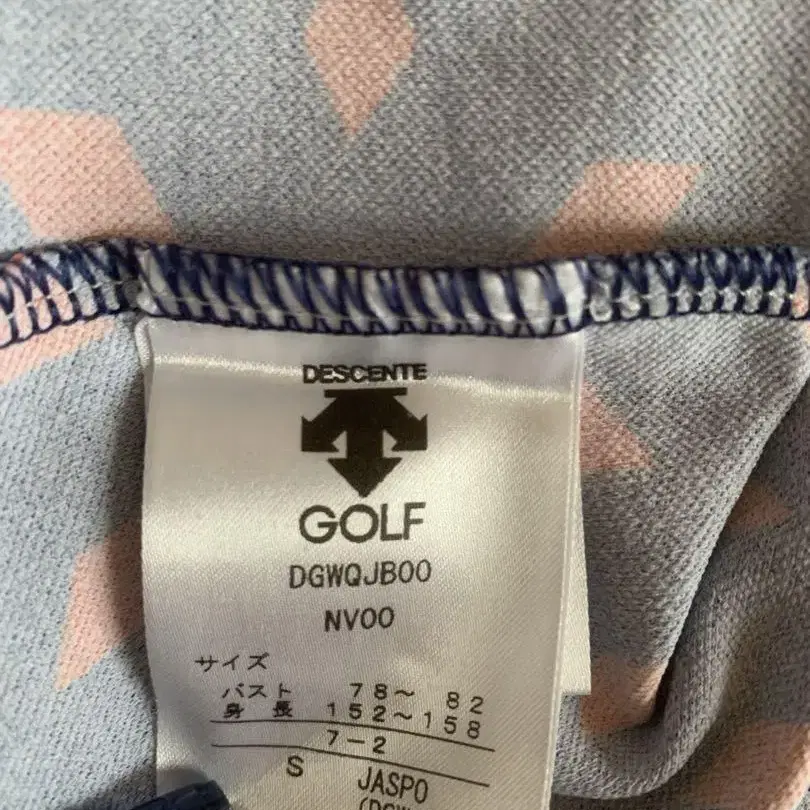 DESCENTE
GOLF
DGWQJB00
NV00
サイズ
バスト 78〜 82
身長 152〜158
7-2
S JASPO